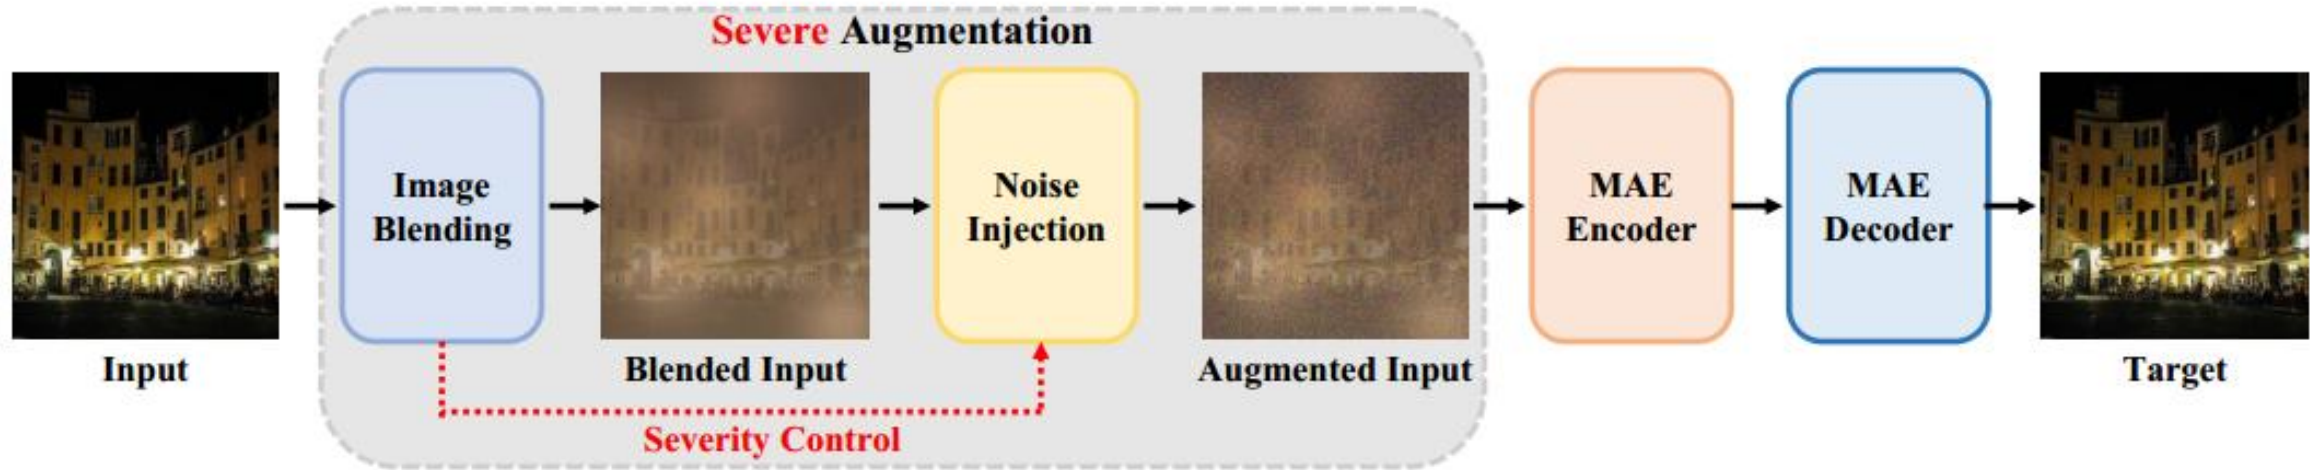 Severe Augmentation
Image
Blending
Noise
Injection
MAE
Encoder
MAE
Decoder
Input
Blended Input
Augmented Input
Target
Severity Control